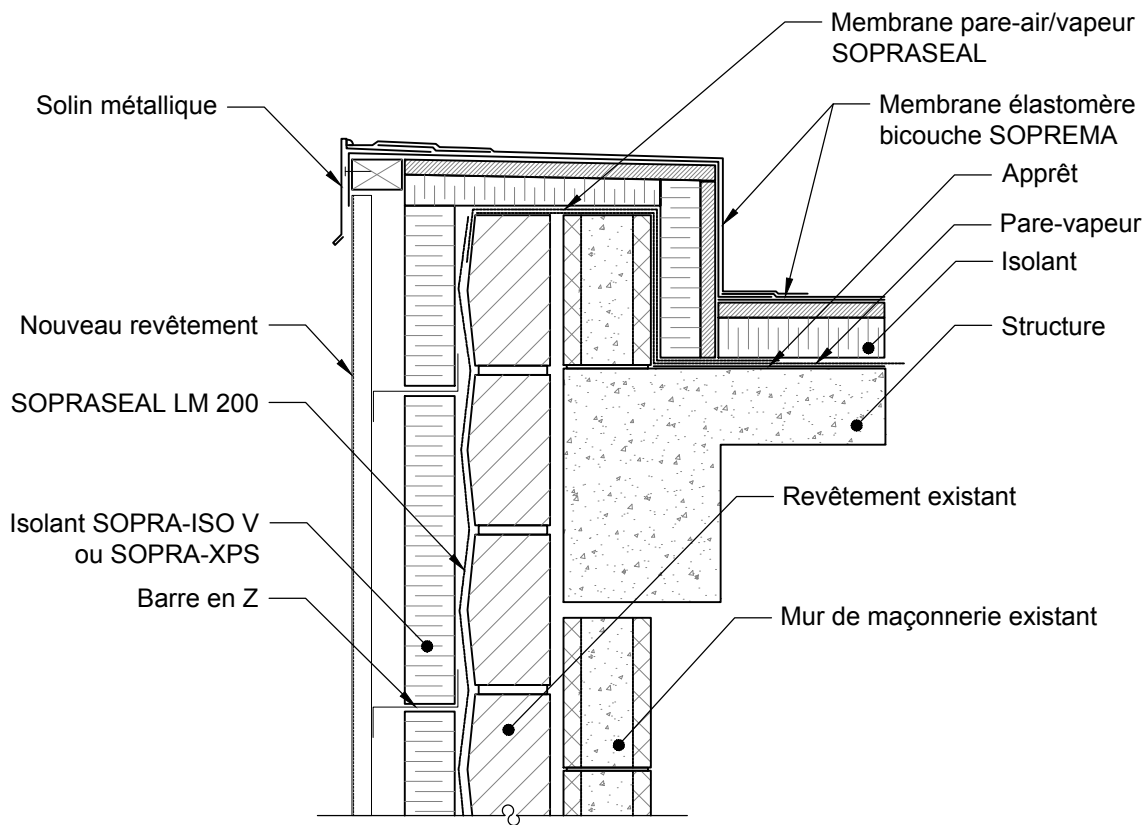 Membrane pare-air/vapeur
SOPRASEAL
Solin métallique
Membrane élastomère
bicouche SOPREMA
Apprêt
Pare-vapeur
Isolant
Nouveau revêtement
Structure
SOPRASEAL LM 200
Revêtement existant
Isolant SOPRA-ISO V
ou SOPRA-XPS
Barre en Z
Mur de maçonnerie existant